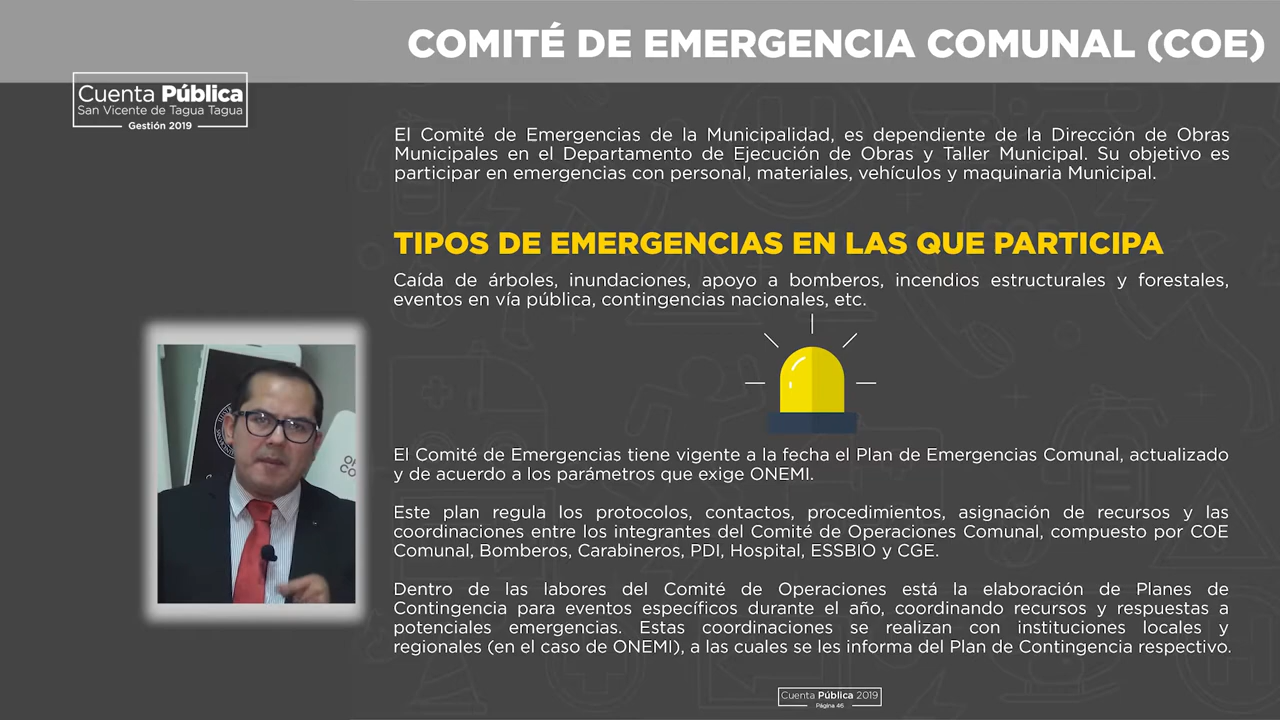 COMITÉ DE EMERGENCIA COMUNAL (COE)
Cuenta Pública
San Vicente de Tagua Tagua
Gestión 2019
El Comité de Emergencias de la Municipalidad, es dependiente de la Dirección de Obras
Municipales en el Departamento de Ejecución de Obras y Taller Municipal. Su objetivo es
participar en emergencias con personal, materiales, vehículos y maquinaria Municipal.
TIPOS DE EMERGENCIAS EN LAS QUE PARTICIPA
Caída de árboles, inundaciones, apoyo a bomberos, incendios estructurales y forestales,
eventos en vía pública, contingencias nacionales, etc.
El Comité de Emergencias tiene vigente a la fecha el Plan de Emergencias Comunal, actualizado
y de acuerdo a los parámetros que exige ONEMI.
Este plan regula los protocolos, contactos, procedimientos, asignación de recursos y las
coordinaciones entre los integrantes del Comité de Operaciones Comunal, compuesto por COE
Comunal, Bomberos, Carabineros, PDI, Hospital, ESSBIO y CGE.
Dentro de las labores del Comité de Operaciones está la elaboración de Planes de
Contingencia para eventos específicos durante el año, coordinando recursos y respuestas a
potenciales emergencias. Estas coordinaciones se realizan con instituciones locales y
regionales (en el caso de ONEMI), a las cuales se les informa del Plan de Contingencia respectivo.
Cuenta Pública 2019
Página 46